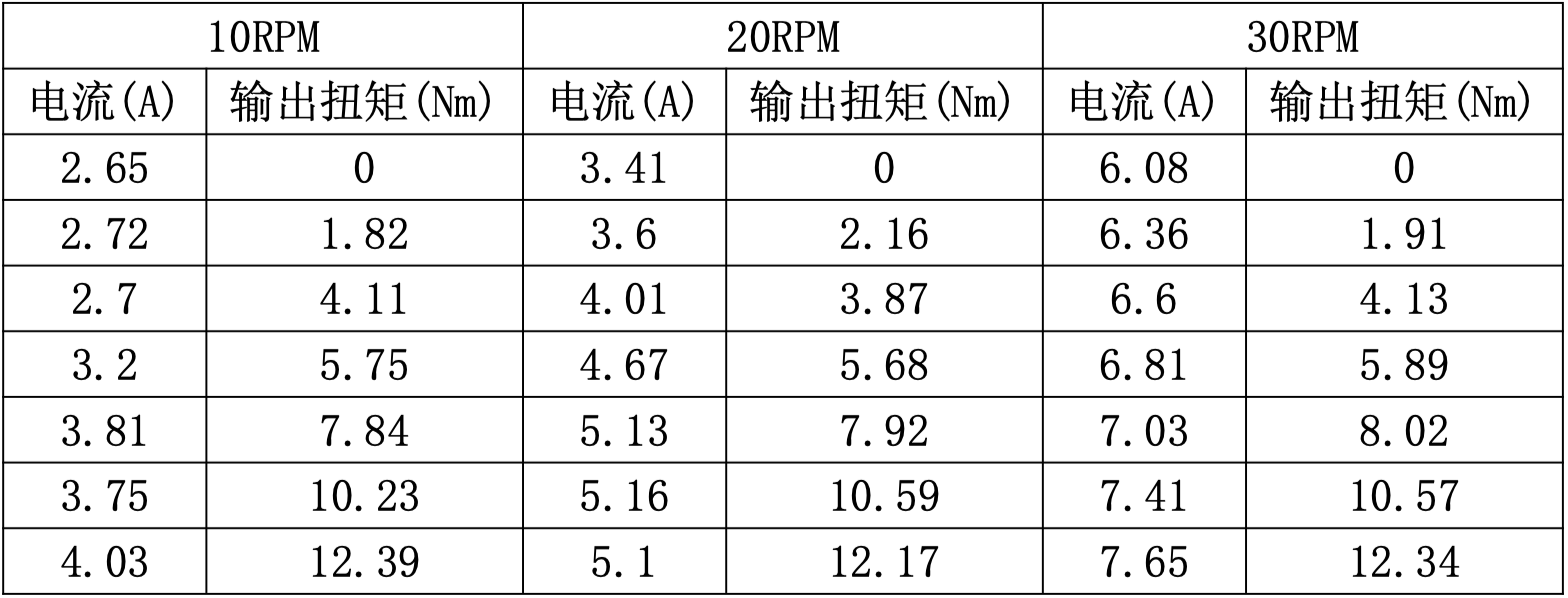 10RPM 20RPM 30RPM
电流(A) 输出扭矩(Nm) 电流(A) 输出扭矩(Nm) 电流(A) 输出扭矩(Nm)
2.65 0 3.41 0 6.08 0
2.72 1.82 3.6 2.16 6.36 1.91
2.7 4.11 4.01 3.87 6.6 4.13
3.2 5.75 4.67 5.68 6.81 5.89
3.81 7.84 5.13 7.92 7.03 8.02
3.75 10.23 5.16 10.59 7.41 10.57
4.03 12.39 5.1 12.17 7.65 12.34